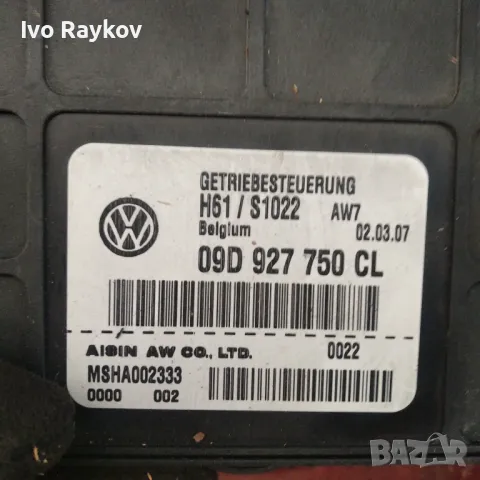 Ivo Raykov
GETRIEBESTEUERUNG
H61 / S1022 AW7
Belgium 02.03.07
09D 927 750 CL
AISIN AW CO., LTD. 0022
MSHA002333
0000 002
BAZAR